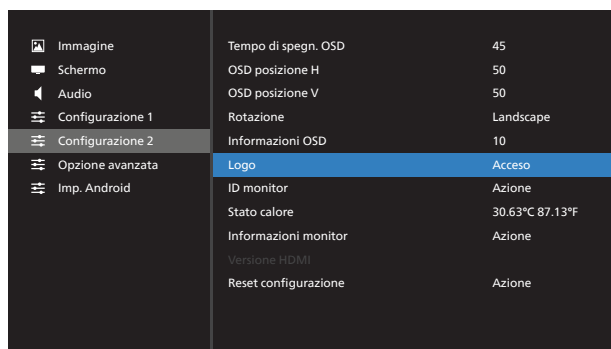 Immagine
Schermo
Audio
Configurazione 1
Configurazione 2
Opzione avanzata
Imp. Android
Tempo di spegn. OSD 45
OSD posizione H 50
OSD posizione V 50
Rotazione Landscape
Informazioni OSD 10
Logo Acceso
ID monitor Azione
Stato calore 30.63°C 87.13°F
Informazioni monitor Azione
Versione HDMI
Reset configurazione Azione